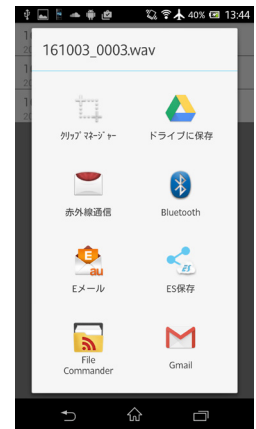 40% 13:44
161003_0003.wav
ｸﾘｯﾌﾟﾏﾈｰｼﾞｬｰ
ドライブに保存
赤外線通信
Bluetooth
E
au
Eメール
ES
ES保存
File
Commander
Gmail